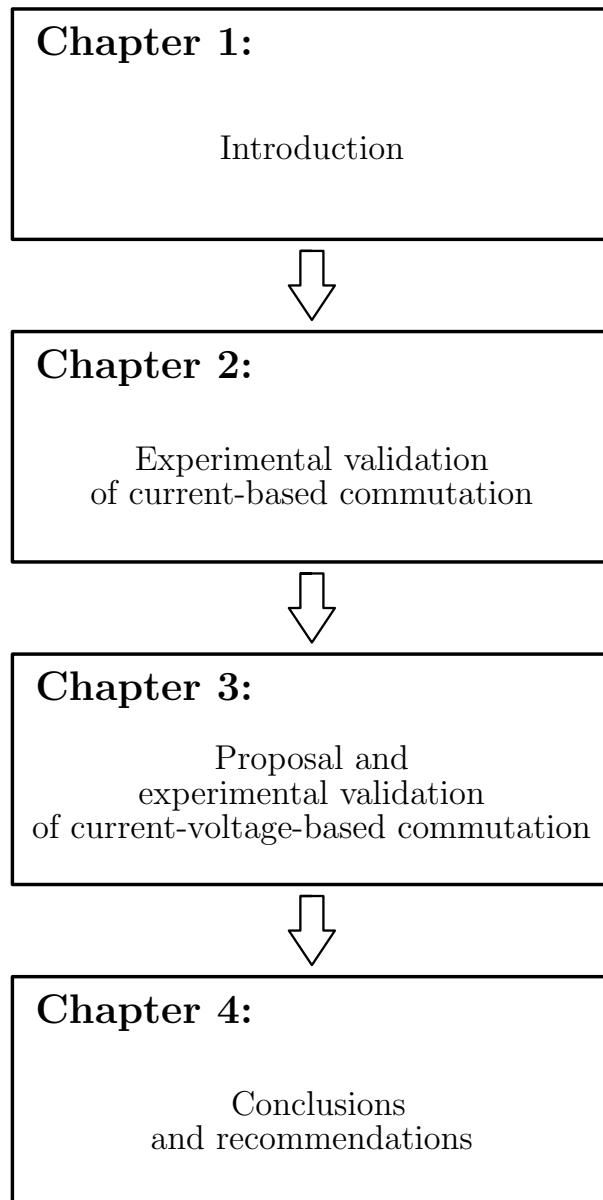 Chapter 1:
Introduction
Chapter 2:
Experimental validation
of current-based commutation
Chapter 3:
Proposal and
experimental validation
of current-voltage-based commutation
Chapter 4:
Conclusions
and recommendations